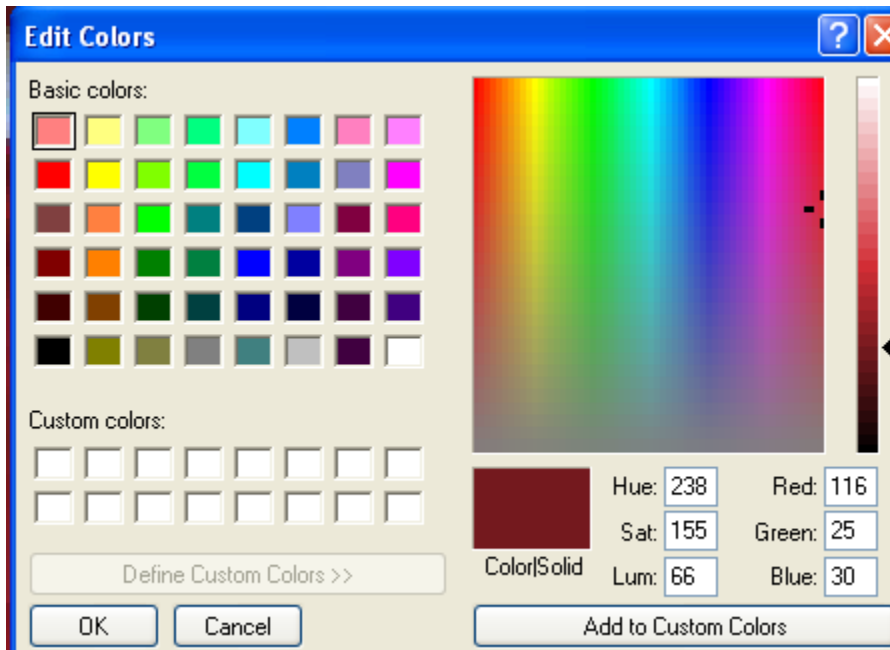 Edit Colors
Basic colors:
Custom colors:
Define Custom Colors >>
OK Cancel
Color|Solid
Hue: 238 Red: 116
Sat: 155 Green: 25
Lum: 66 Blue: 30
Add to Custom Colors